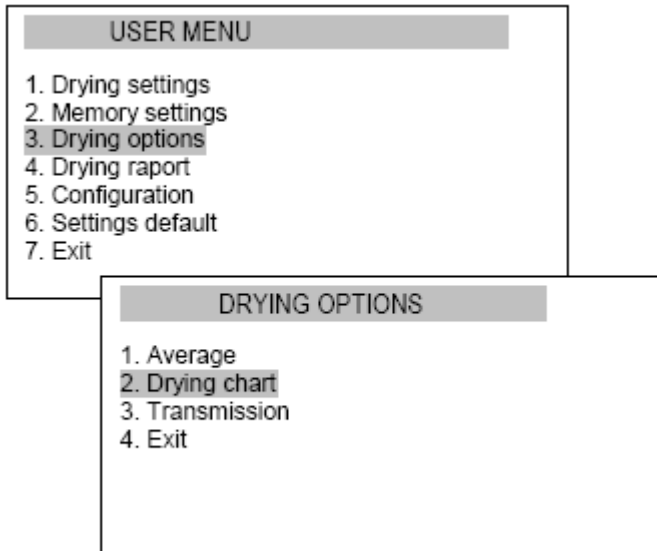 USER MENU
1. Drying settings
2. Memory settings
3. Drying options
4. Drying raport
5. Configuration
6. Settings default
7. Exit
DRYING OPTIONS
1. Average
2. Drying chart
3. Transmission
4. Exit